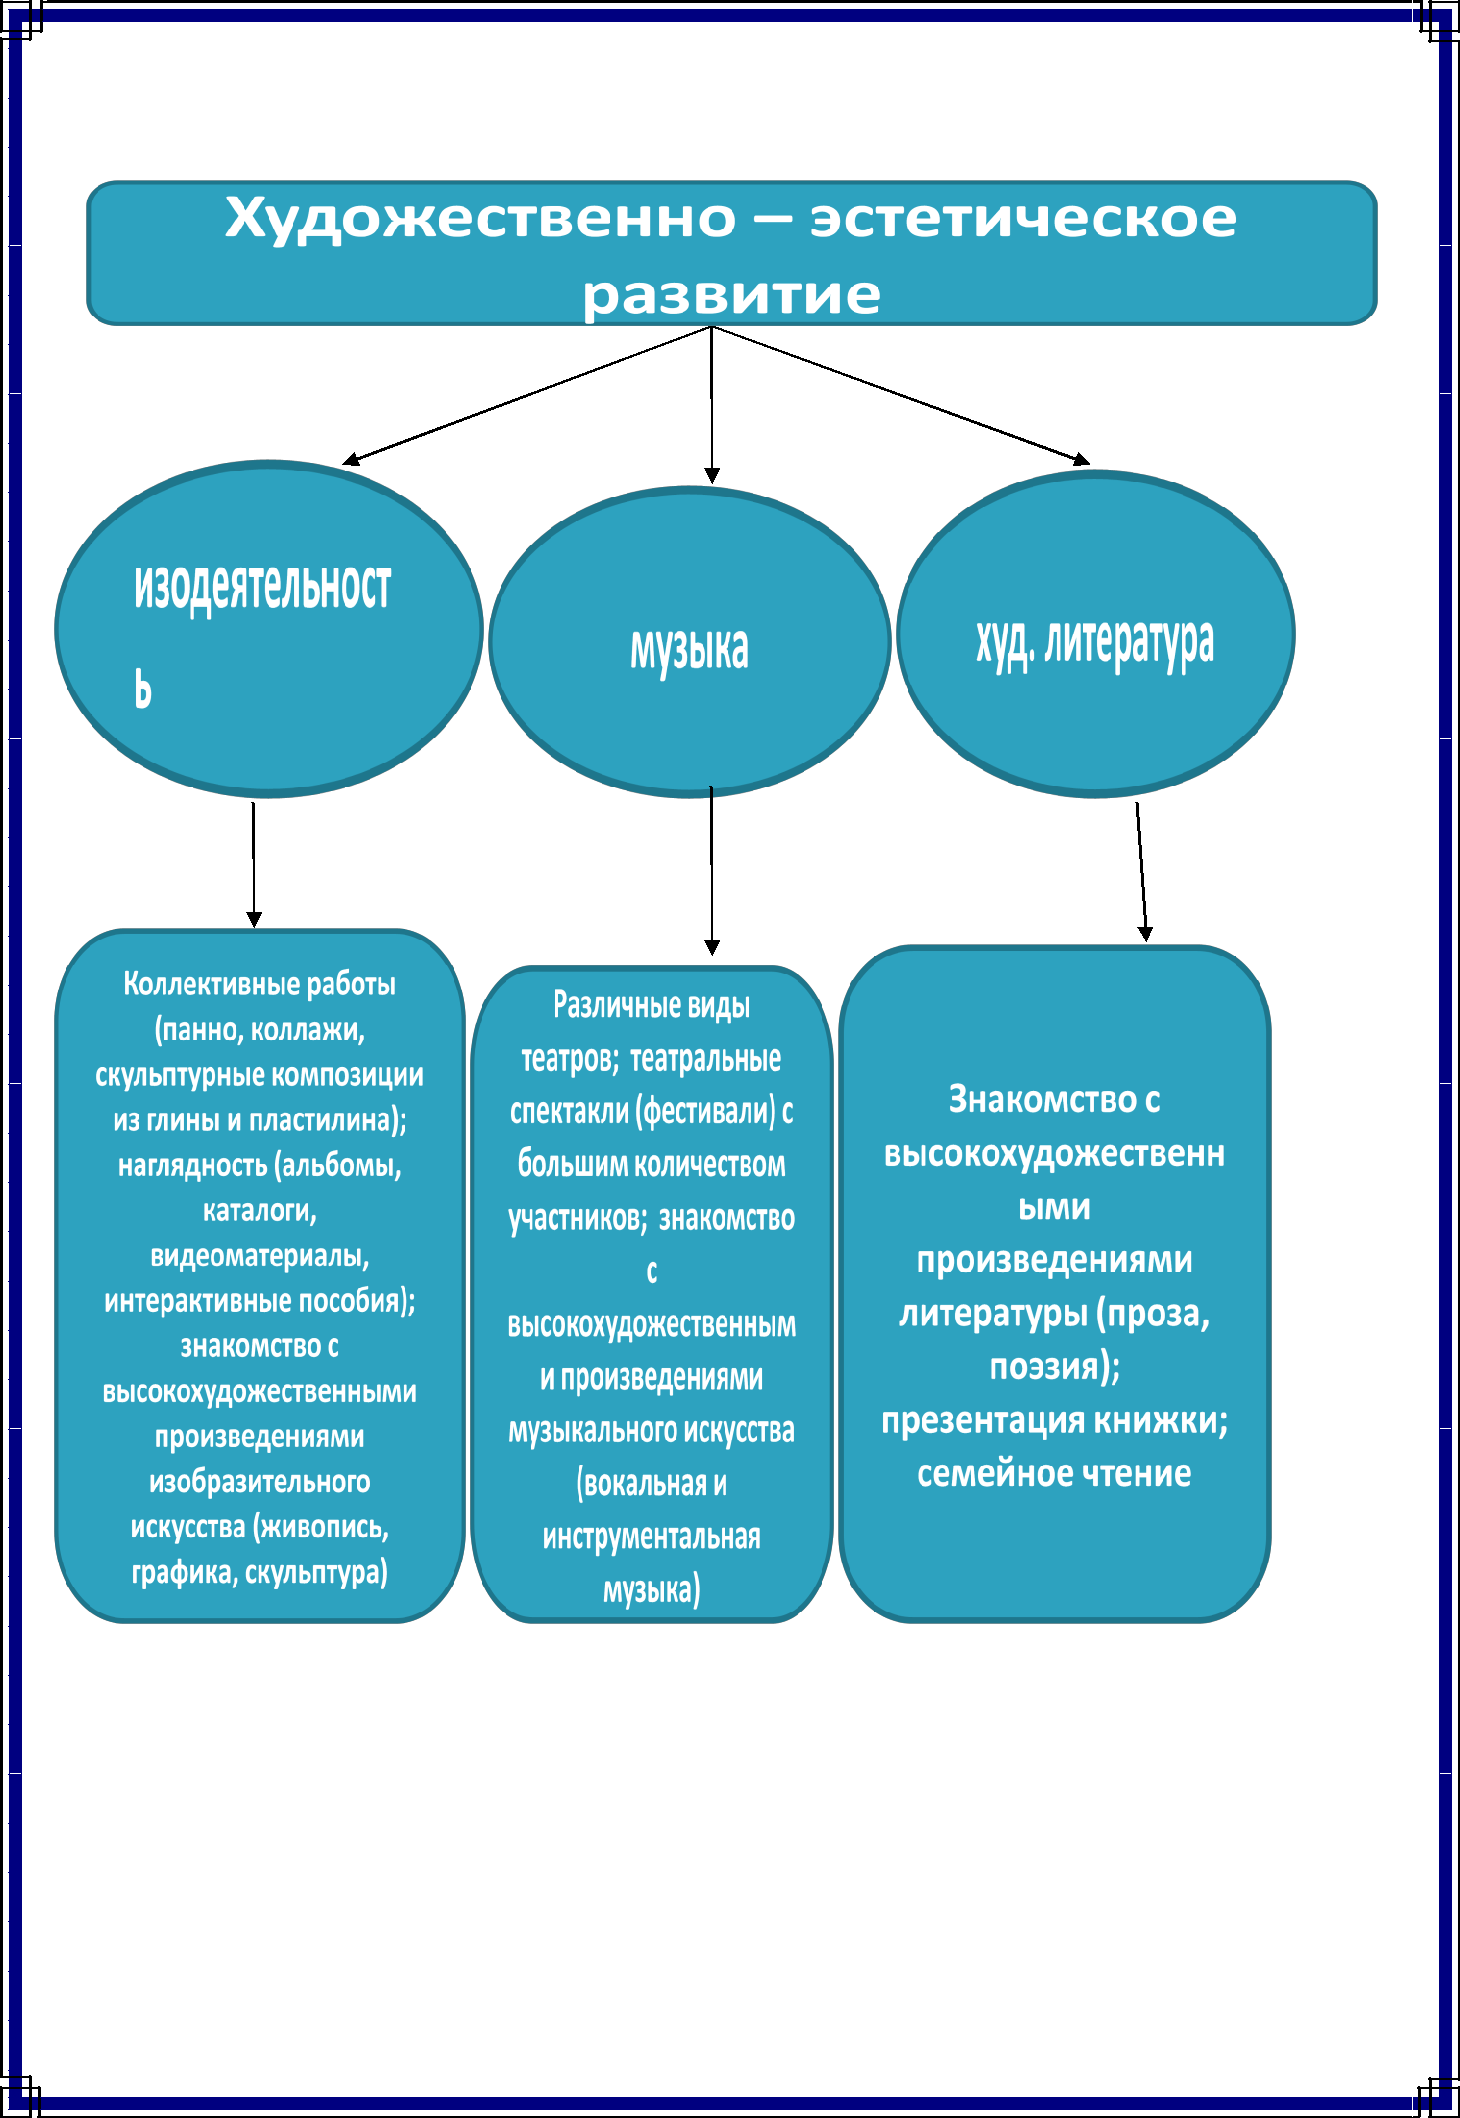 Художественно – эстетическое
развитие
изодеятельност
ь
музыка
худ. литература
Коллективные работы
(панно, коллажи,
скульптурные композиции
из глины и пластилина);
наглядность (альбомы,
каталоги,
видеоматериалы,
интерактивные пособия);
знакомство с
высокохудожественными
произведениями
изобразительного
искусства (живопись,
графика, скульптура)
Различные виды
театров; театральные
спектакли (фестивали) с
большим количеством
участников; знакомство
с
высокохудожественным
и произведениями
музыкального искусства
(вокальная и
инструментальная
музыка)
Знакомство с
высокохудожественн
ыми
произведениями
литературы (проза,
поэзия);
презентация книжки;
семейное чтение